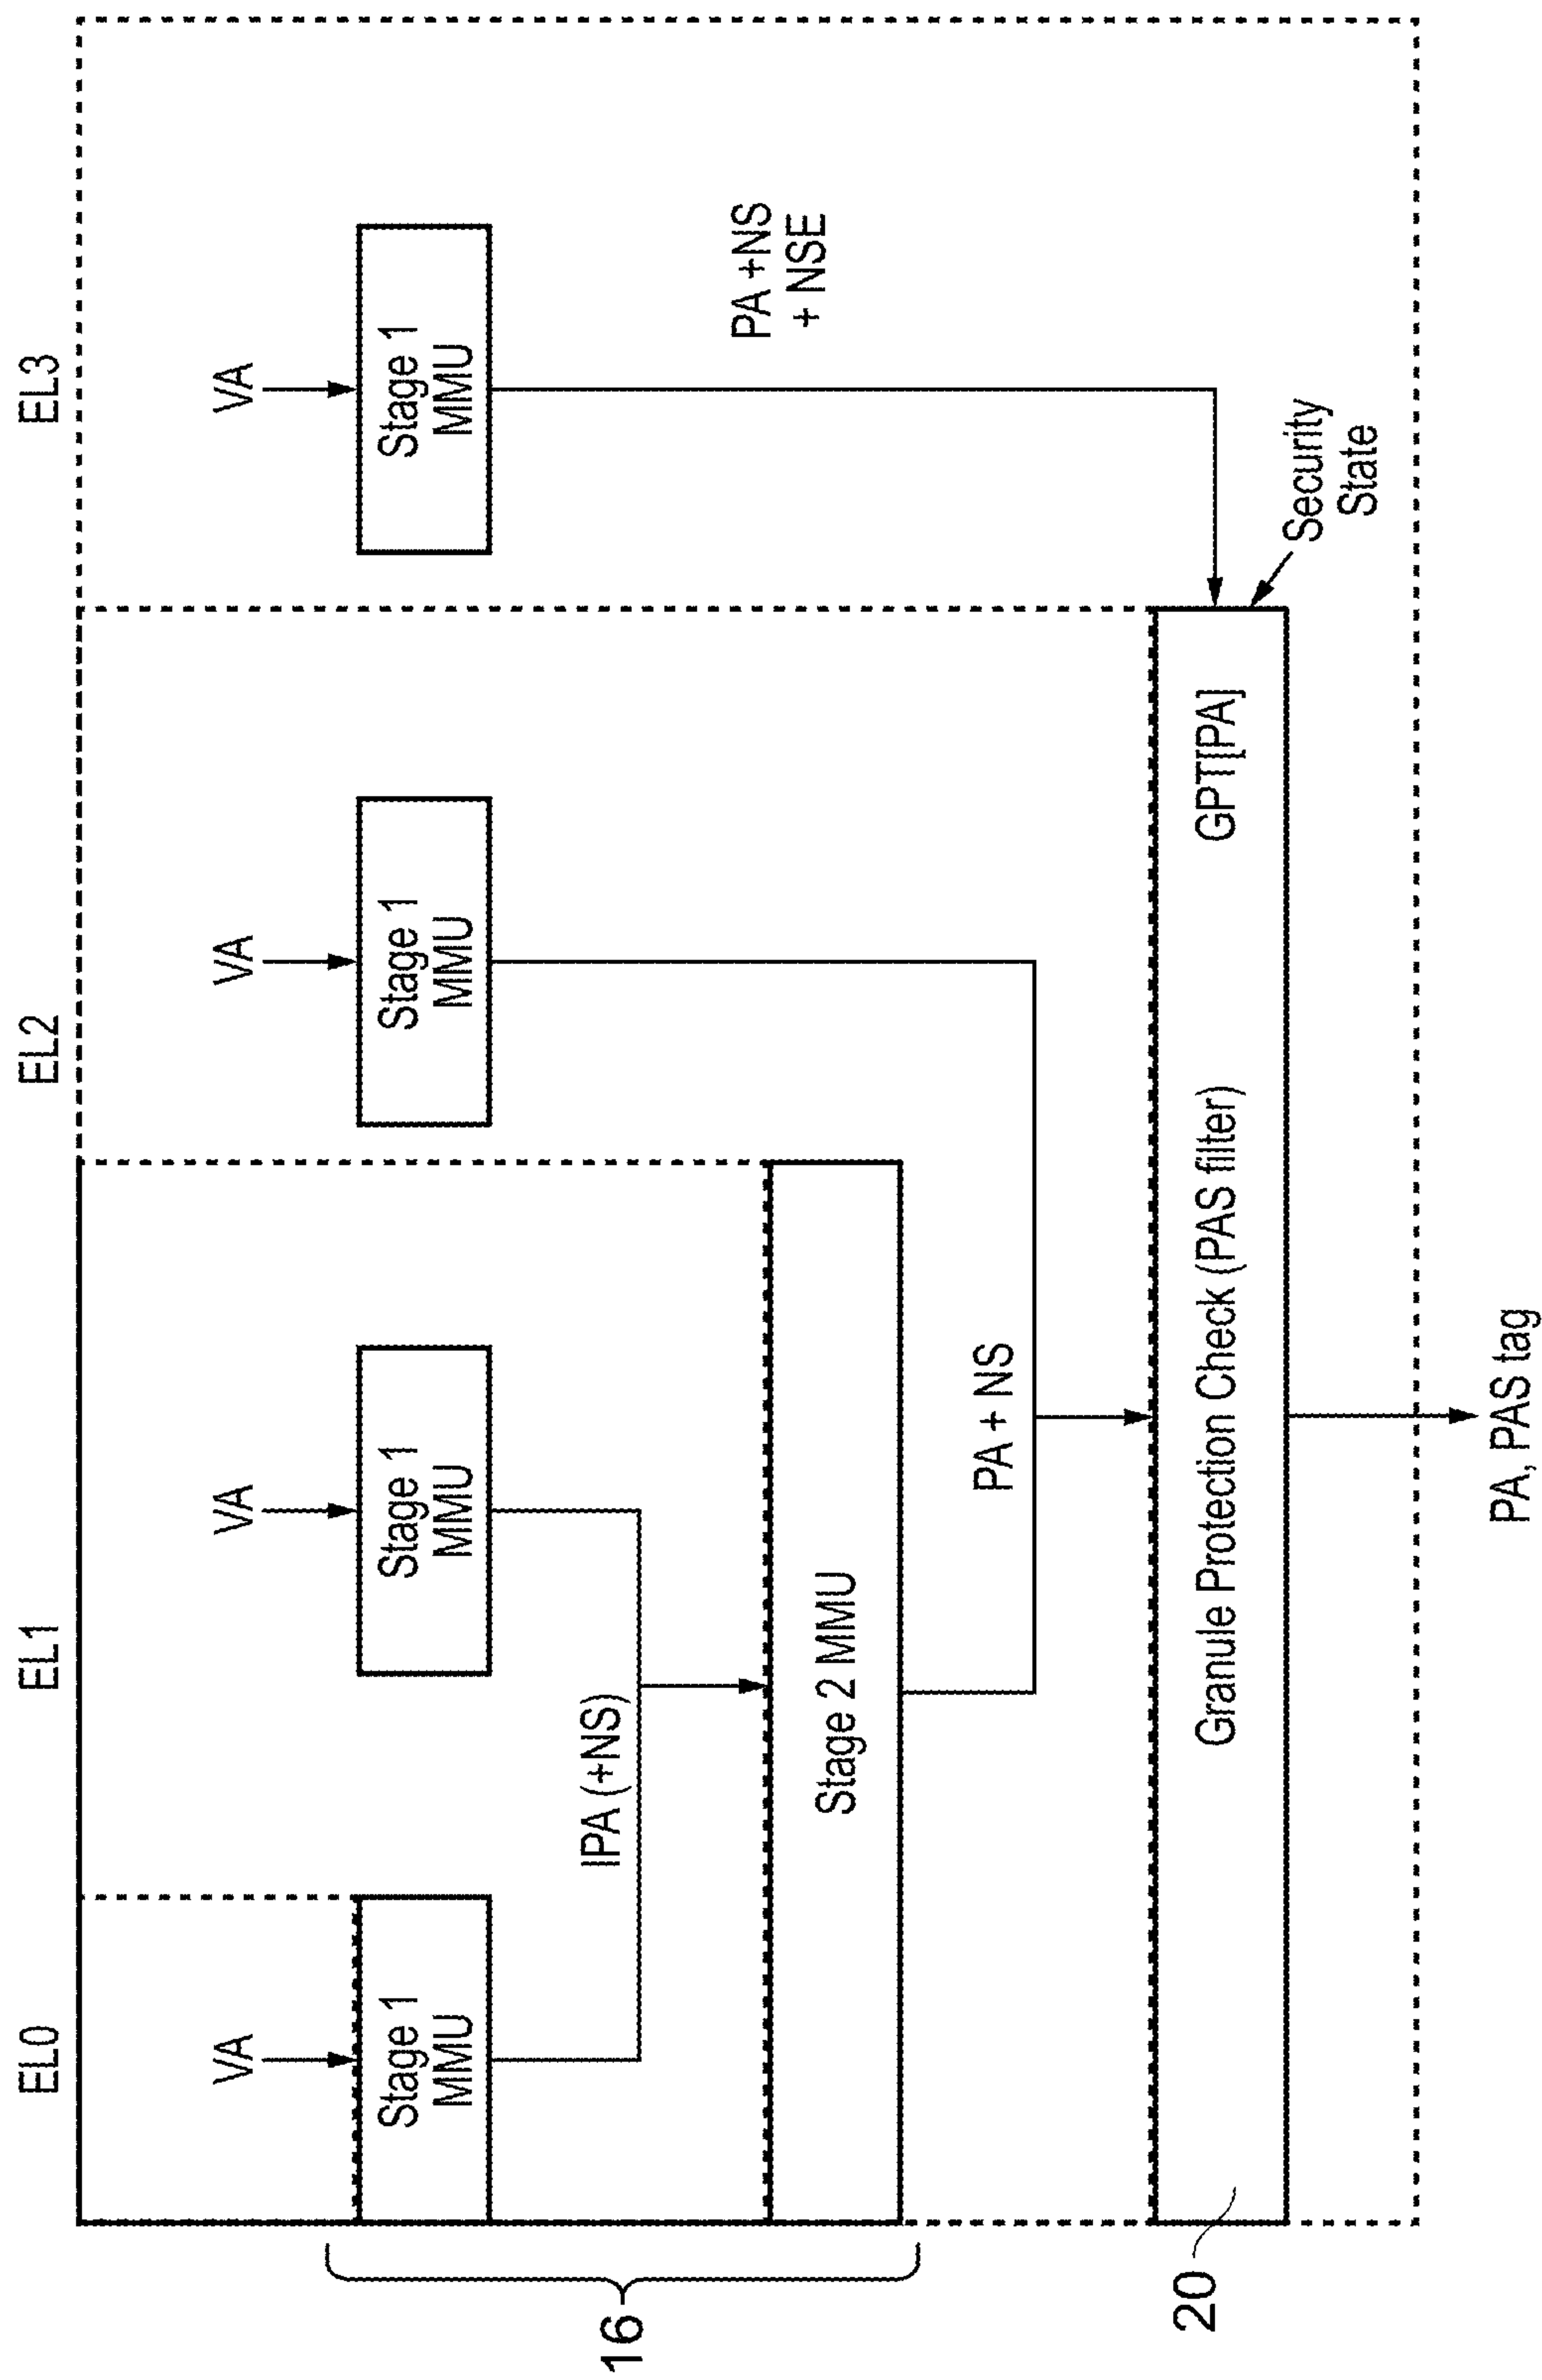 EL0
EL1
EL2
EL3
VA
VA
VA
VA
Stage 1
MMU
Stage 1
MMU
Stage 1
MMU
Stage 1
MMU
16
IPA (+NS)
PA +NS
+ NSE
Stage 2 MMU
PA + NS
20
Granule Protection Check (PAS filter)
GPT[PA]
Security
State
PA, PAS tag